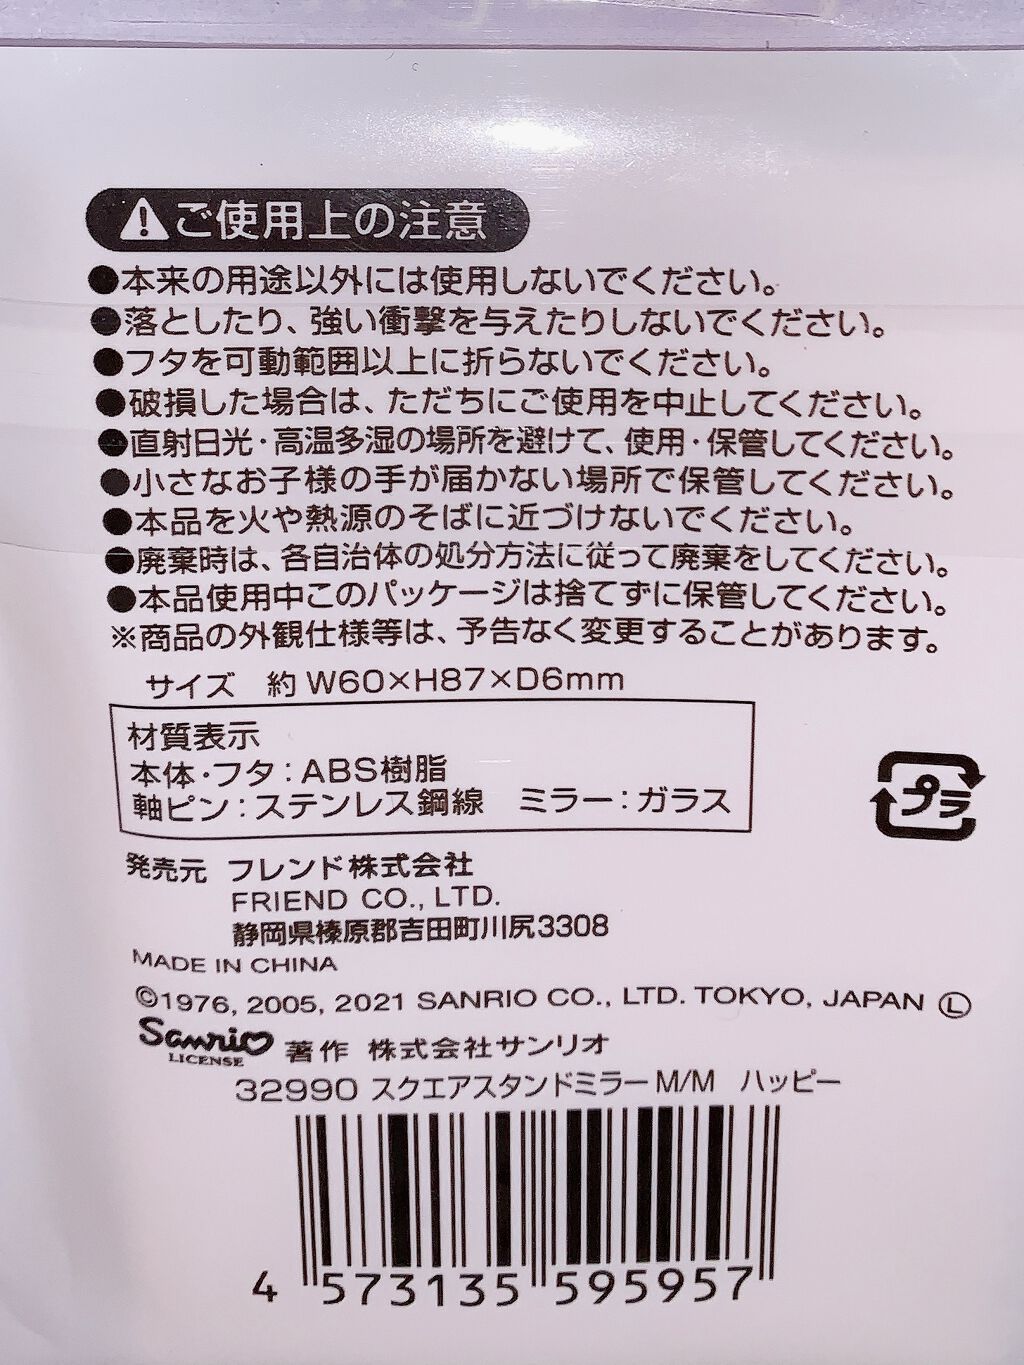 ⚠ご使用上の注意
●本来の用途以外には使用しないでください。
●落としたり、強い衝撃を与えたりしないでください。
●フタを可動範囲以上に折らないでください。
●破損した場合は、ただちにご使用を中止してください。
●直射日光・高温多湿の場所を避けて、使用・保管してください。
●小さなお子様の手が届かない場所で保管してください。
●本品を火や熱源のそばに近づけないでください。
●廃棄時は、各自治体の処分方法に従って廃棄をしてください。
●本品使用中このパッケージは捨てずに保管してください。
※商品の外観仕様等は、予告なく変更することがあります。
サイズ 約W60×H87×D6mm
材質表示
本体・フタ：ABS樹脂
軸ピン：ステンレス鋼線 ミラー：ガラス
プラ
発売元 フレンド株式会社
FRIEND CO., LTD.
静岡県榛原郡吉田町川尻3308
MADE IN CHINA
©1976, 2005, 2021 SANRIO CO., LTD. TOKYO, JAPAN Ⓛ
Sanrio
LICENSE
著作 株式会社サンリオ
32990 スクエアスタンドミラーM/M ハッピー
4 573135 595957